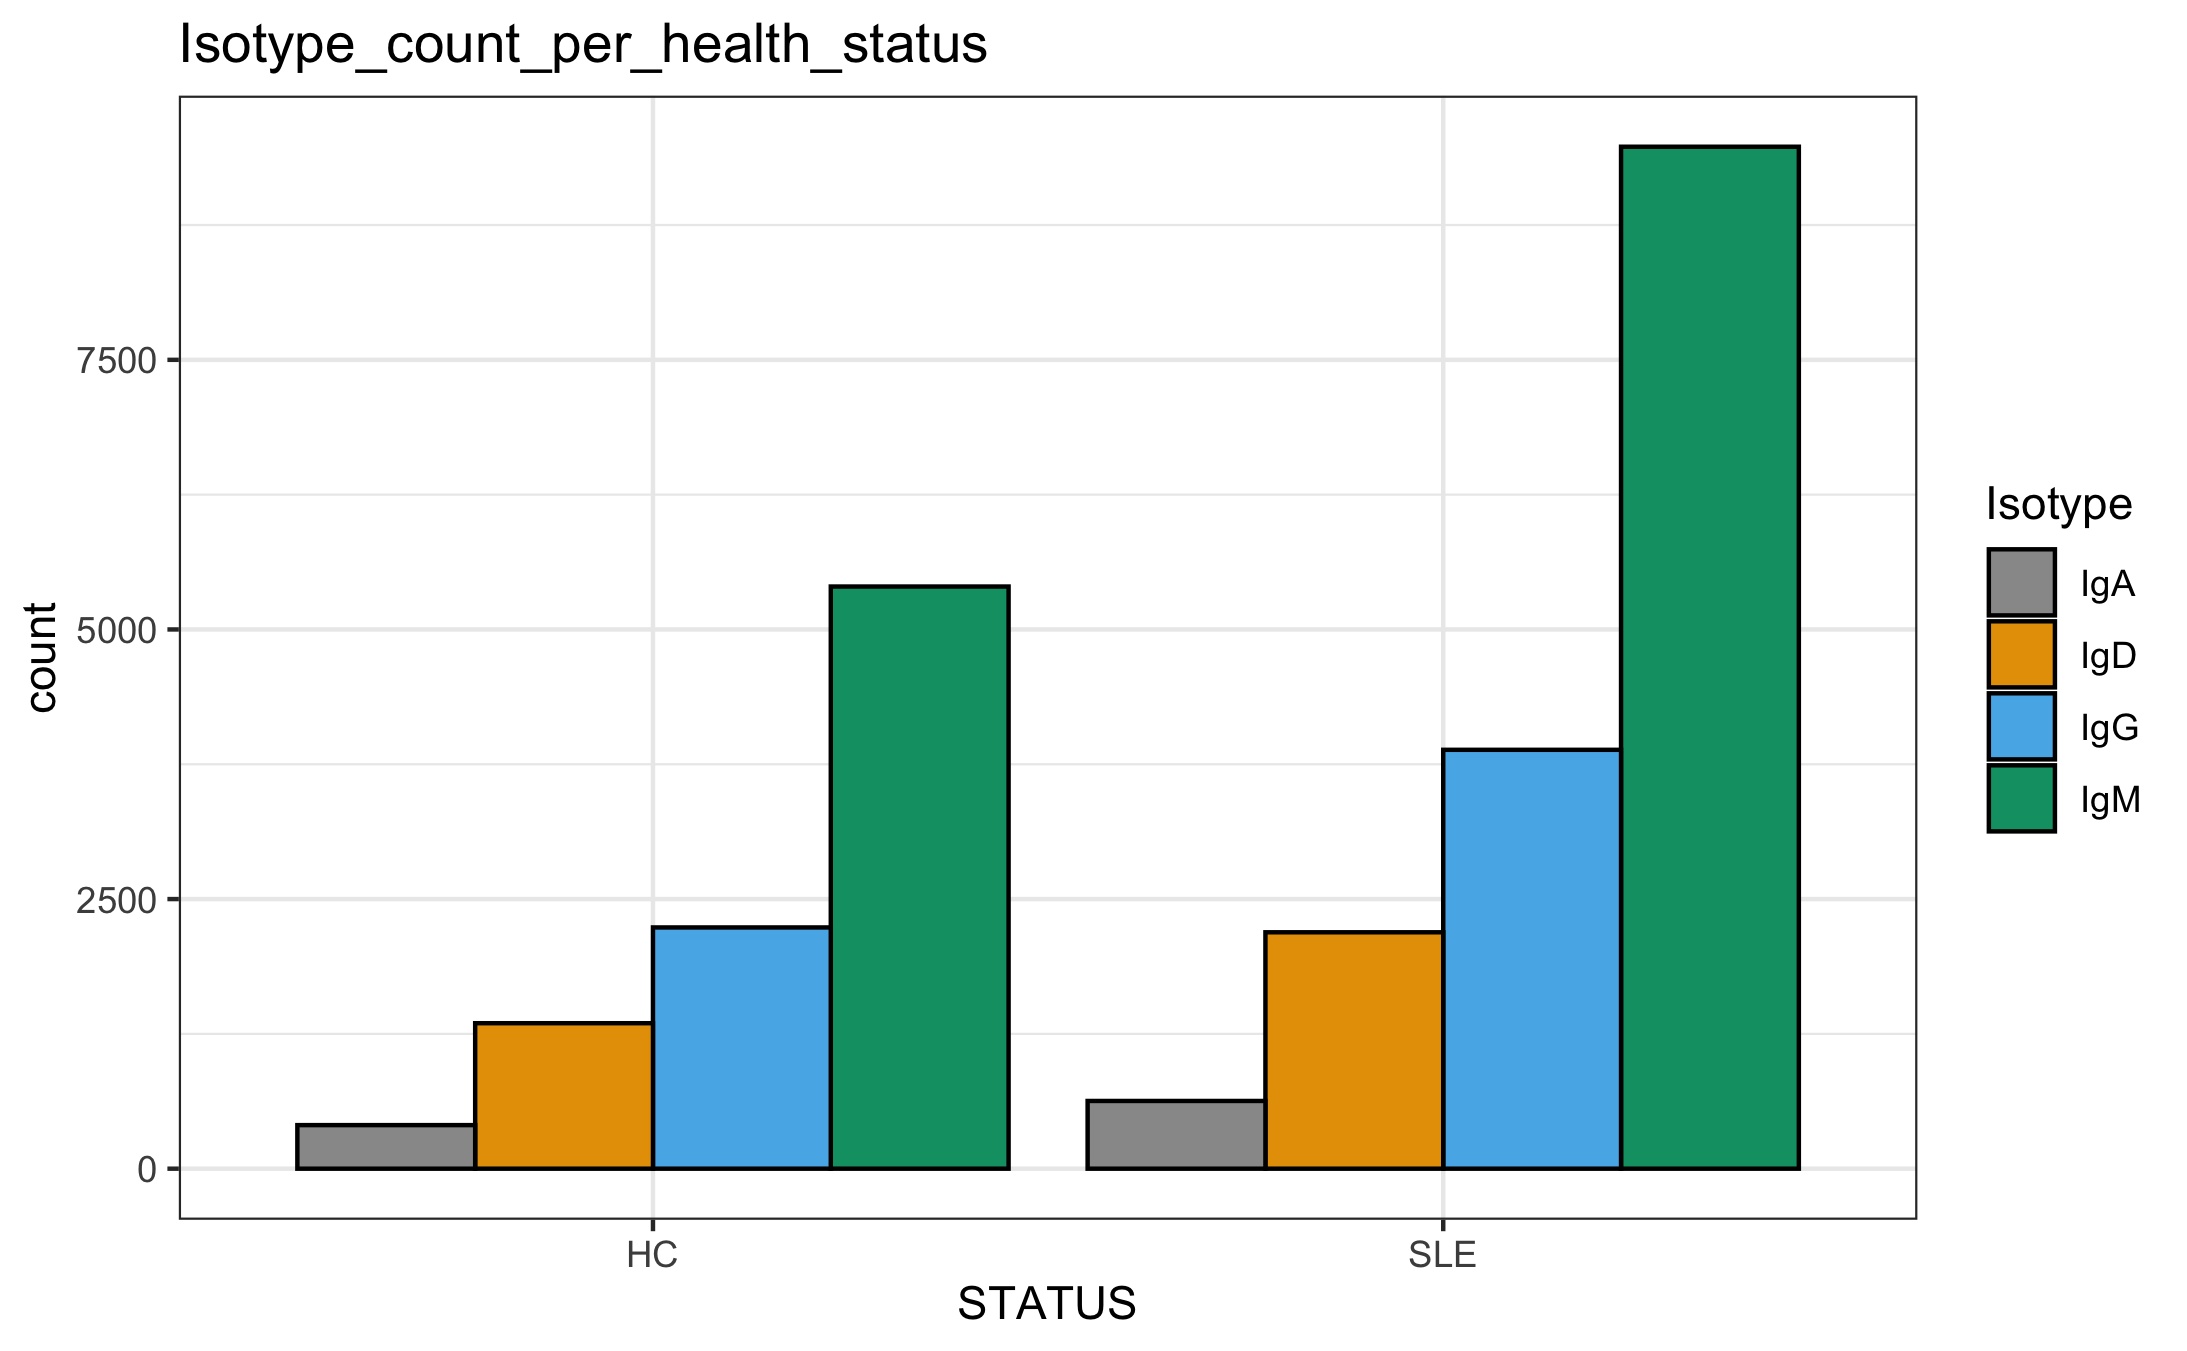 Isotype_count_per_health_status
count
7500
5000
2500
0
HC
SLE
STATUS
Isotype
IgA
IgD
IgG
IgM